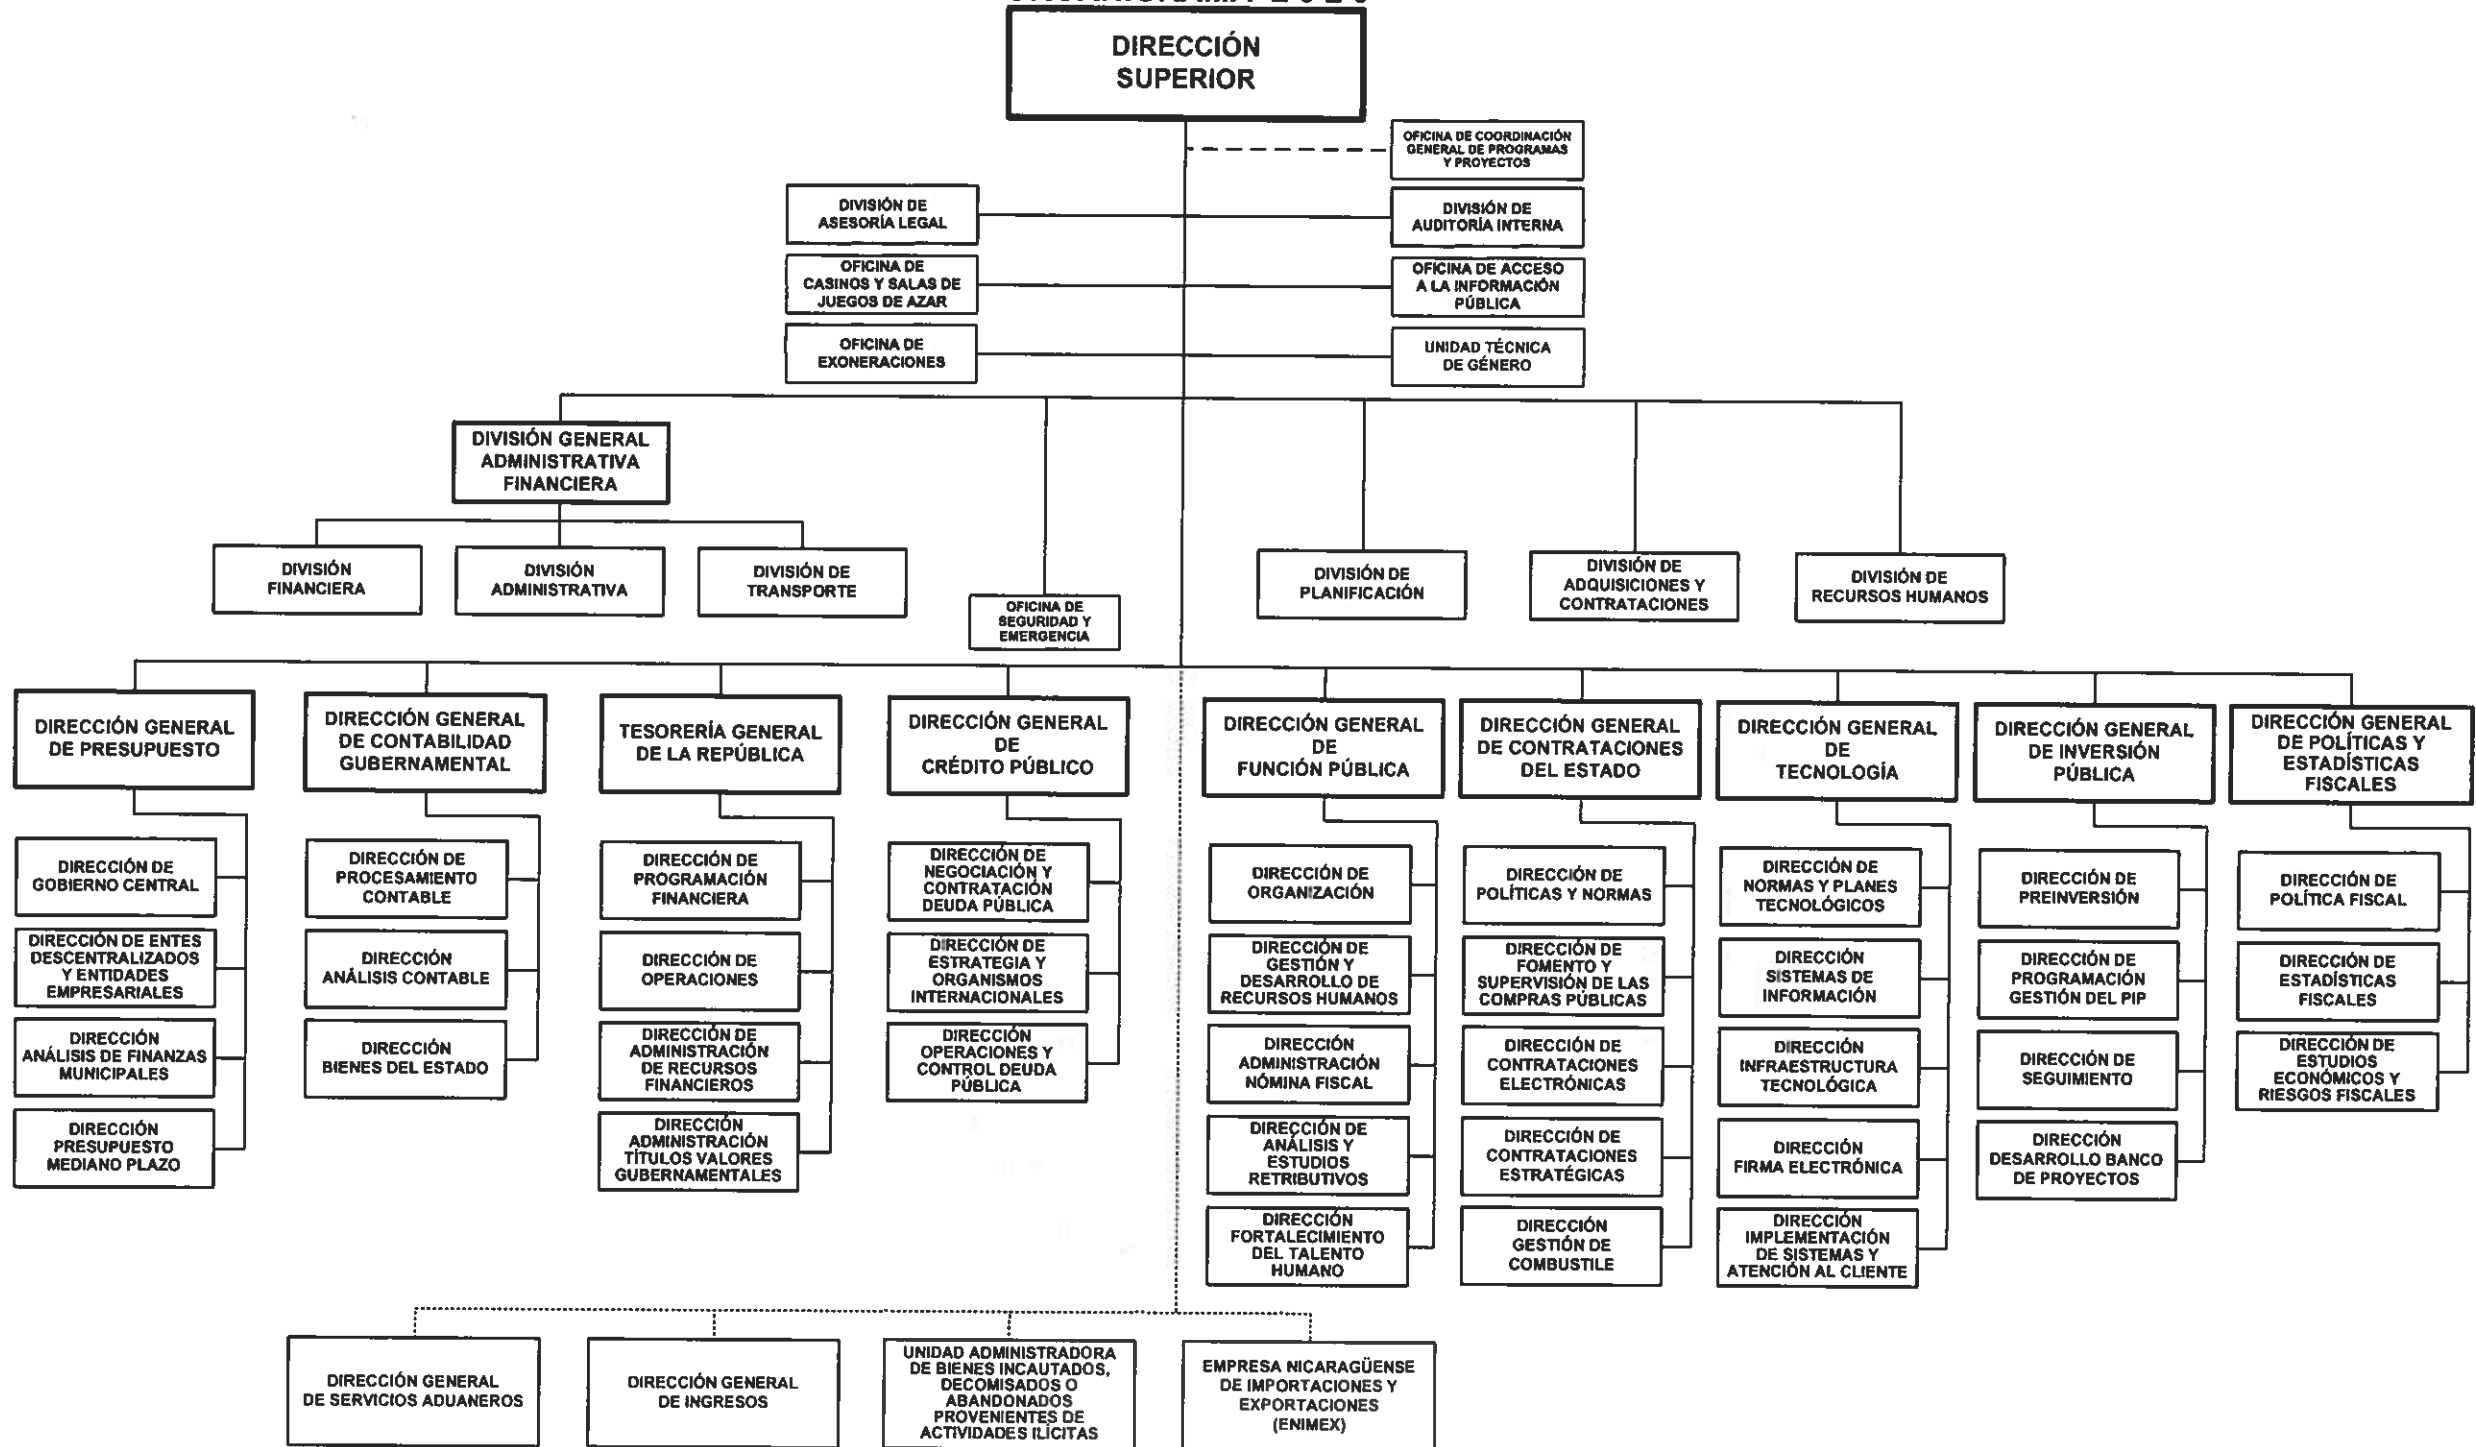 DIRECCIÓN
SUPERIOR
OFICINA DE COORDINACIÓN
GENERAL DE PROGRAMAS
Y PROYECTOS
DIVISIÓN DE
ASESORÍA LEGAL
DIVISIÓN DE
AUDITORÍA INTERNA
OFICINA DE
CASINOS Y SALAS DE
JUEGOS DE AZAR
OFICINA DE ACCESO
A LA INFORMACIÓN
PÚBLICA
OFICINA DE
EXONERACIONES
UNIDAD TÉCNICA
DE GÉNERO
DIVISIÓN GENERAL
ADMINISTRATIVA
FINANCIERA
DIVISIÓN
FINANCIERA
DIVISIÓN
ADMINISTRATIVA
DIVISIÓN DE
TRANSPORTE
OFICINA DE
SEGURIDAD Y
EMERGENCIA
DIVISIÓN DE
PLANIFICACIÓN
DIVISIÓN DE
ADQUISICIONES Y
CONTRATACIONES
DIVISIÓN DE
RECURSOS HUMANOS
DIRECCIÓN GENERAL
DE PRESUPUESTO
DIRECCIÓN DE
GOBIERNO CENTRAL
DIRECCIÓN DE ENTES
DESCENTRALIZADOS
Y ENTIDADES
EMPRESARIALES
DIRECCIÓN
ANÁLISIS DE FINANZAS
MUNICIPALES
DIRECCIÓN
PRESUPUESTO
MEDIANO PLAZO
DIRECCIÓN GENERAL
DE CONTABILIDAD
GUBERNAMENTAL
DIRECCIÓN DE
PROCESAMIENTO
CONTABLE
DIRECCIÓN
ANÁLISIS CONTABLE
DIRECCIÓN
BIENES DEL ESTADO
TESORERÍA GENERAL
DE LA REPÚBLICA
DIRECCIÓN DE
PROGRAMACIÓN
FINANCIERA
DIRECCIÓN DE
OPERACIONES
DIRECCIÓN DE
ADMINISTRACIÓN
DE RECURSOS
FINANCIEROS
DIRECCIÓN
ADMINISTRACIÓN
TÍTULOS VALORES
GUBERNAMENTALES
DIRECCIÓN GENERAL
DE
CRÉDITO PÚBLICO
DIRECCIÓN DE
NEGOCIACIÓN Y
CONTRATACIÓN
DEUDA PÚBLICA
DIRECCIÓN DE
ESTRATEGIA Y
ORGANISMOS
INTERNACIONALES
DIRECCIÓN
OPERACIONES Y
CONTROL DEUDA
PÚBLICA
DIRECCIÓN GENERAL
DE
FUNCIÓN PÚBLICA
DIRECCIÓN DE
ORGANIZACIÓN
DIRECCIÓN DE
GESTIÓN Y
DESARROLLO DE
RECURSOS HUMANOS
DIRECCIÓN
ADMINISTRACIÓN
NÓMINA FISCAL
DIRECCIÓN DE
ANÁLISIS Y
ESTUDIOS
RETRIBUTIVOS
DIRECCIÓN
FORTALECIMIENTO
DEL TALENTO
HUMANO
DIRECCIÓN GENERAL
DE CONTRATACIONES
DEL ESTADO
DIRECCIÓN DE
POLÍTICAS Y NORMAS
DIRECCIÓN DE
FOMENTO Y
SUPERVISIÓN DE LAS
COMPRAS PÚBLICAS
DIRECCIÓN DE
CONTRATACIONES
ELECTRÓNICAS
DIRECCIÓN DE
CONTRATACIONES
ESTRATÉGICAS
DIRECCIÓN
GESTIÓN DE
COMBUSTILE
DIRECCIÓN GENERAL
DE
TECNOLOGÍA
DIRECCIÓN DE
NORMAS Y PLANES
TECNOLÓGICOS
DIRECCIÓN
SISTEMAS DE
INFORMACIÓN
DIRECCIÓN
INFRAESTRUCTURA
TECNOLÓGICA
DIRECCIÓN
FIRMA ELECTRÓNICA
DIRECCIÓN
IMPLEMENTACIÓN
DE SISTEMAS Y
ATENCIÓN AL CLIENTE
DIRECCIÓN GENERAL
DE INVERSIÓN
PÚBLICA
DIRECCIÓN DE
PREINVERSIÓN
DIRECCIÓN DE
PROGRAMACIÓN
GESTIÓN DEL PIP
DIRECCIÓN DE
SEGUIMIENTO
DIRECCIÓN
DESARROLLO BANCO
DE PROYECTOS
DIRECCIÓN GENERAL
DE POLÍTICAS Y
ESTADÍSTICAS
FISCALES
DIRECCIÓN DE
POLÍTICA FISCAL
DIRECCIÓN DE
ESTADÍSTICAS
FISCALES
DIRECCIÓN DE
ESTUDIOS
ECONÓMICOS Y
RIESGOS FISCALES
DIRECCIÓN GENERAL
DE SERVICIOS ADUANEROS
DIRECCIÓN GENERAL
DE INGRESOS
UNIDAD ADMINISTRADORA
DE BIENES INCAUTADOS,
DECOMISADOS O
ABANDONADOS
PROVENIENTES DE
ACTIVIDADES ILÍCITAS
EMPRESA NICARAGÜENSE
DE IMPORTACIONES Y
EXPORTACIONES
(ENIMEX)